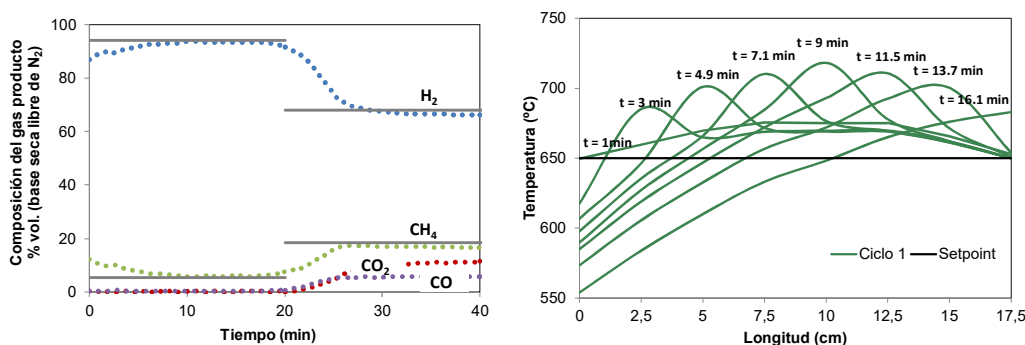 Composición del gas producto
% vol. (base seca libre de N₂)
100
80
60
40
20
0
H₂
CH₄
CO₂
CO
0
10
20
30
40
Tiempo (min)
Temperatura (ºC)
750
700
650
600
550
t = 1min
t = 3 min
t = 4.9 min
t = 7.1 min
t = 9 min
t = 11.5 min
t = 13.7 min
t = 16.1 min
Ciclo 1
Setpoint
0
2,5
5
7,5
10
12,5
15
17,5
Longitud (cm)